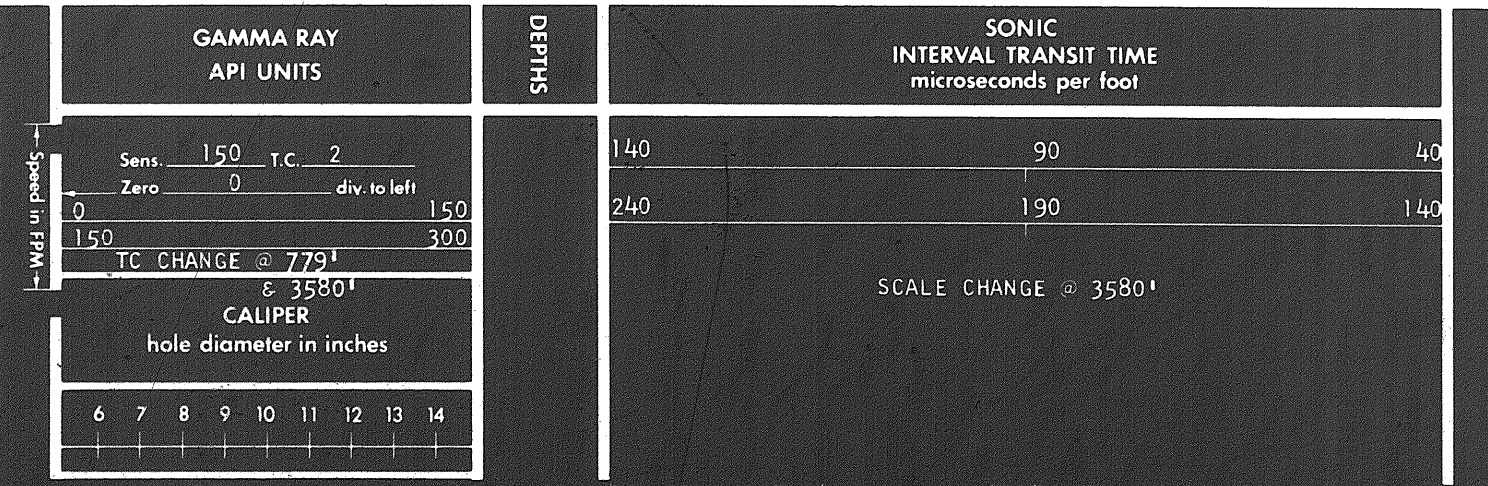 GAMMA RAY
API UNITS
Speed in FPM
Sens. 150 T.C. 2
Zero 0 div. to left
0 150
150 300
TC CHANGE @ 779'
& 3580'
CALIPER
hole diameter in inches
6 7 8 9 10 11 12 13 14
DEPTHS
SONIC
INTERVAL TRANSIT TIME
microseconds per foot
140 90 40
240 190 140
SCALE CHANGE @ 3580'